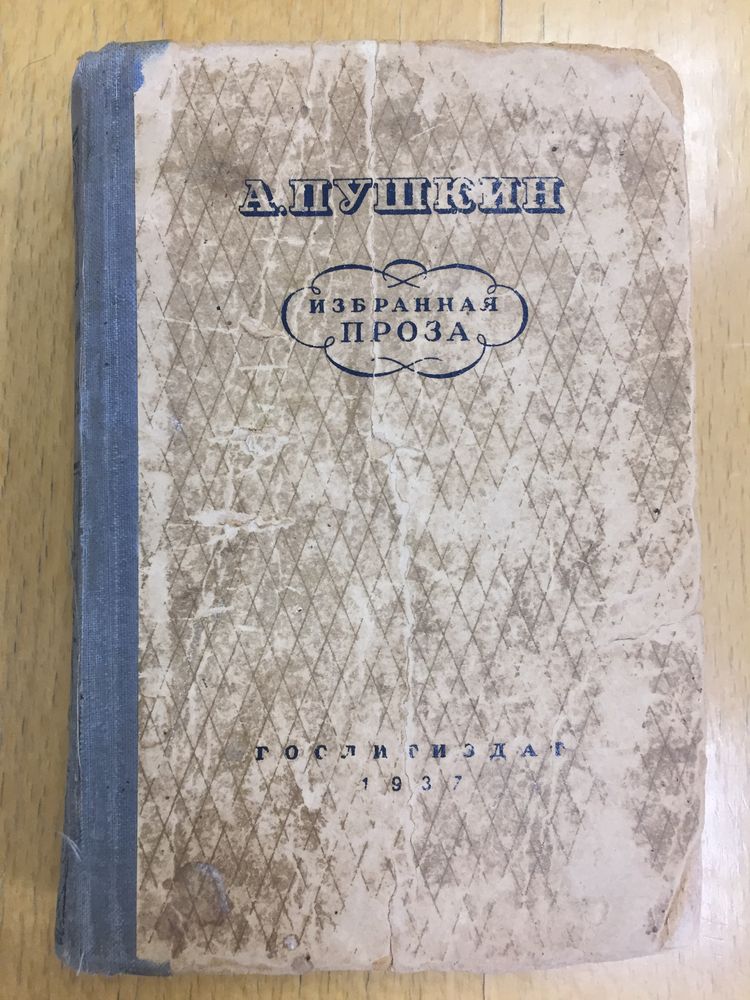 А. ПУШКИН
ИЗБРАННАЯ
ПРОЗА
ГОСЛИТИЗДАТ
1937